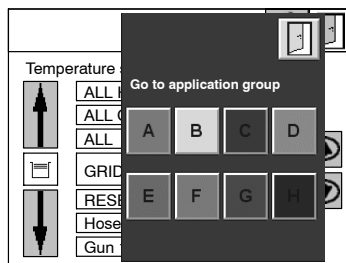 Temperature
Go to application group
ALL
ALL
ALL
GRID
RESE
Hose
Gun
A B C D
E F G H